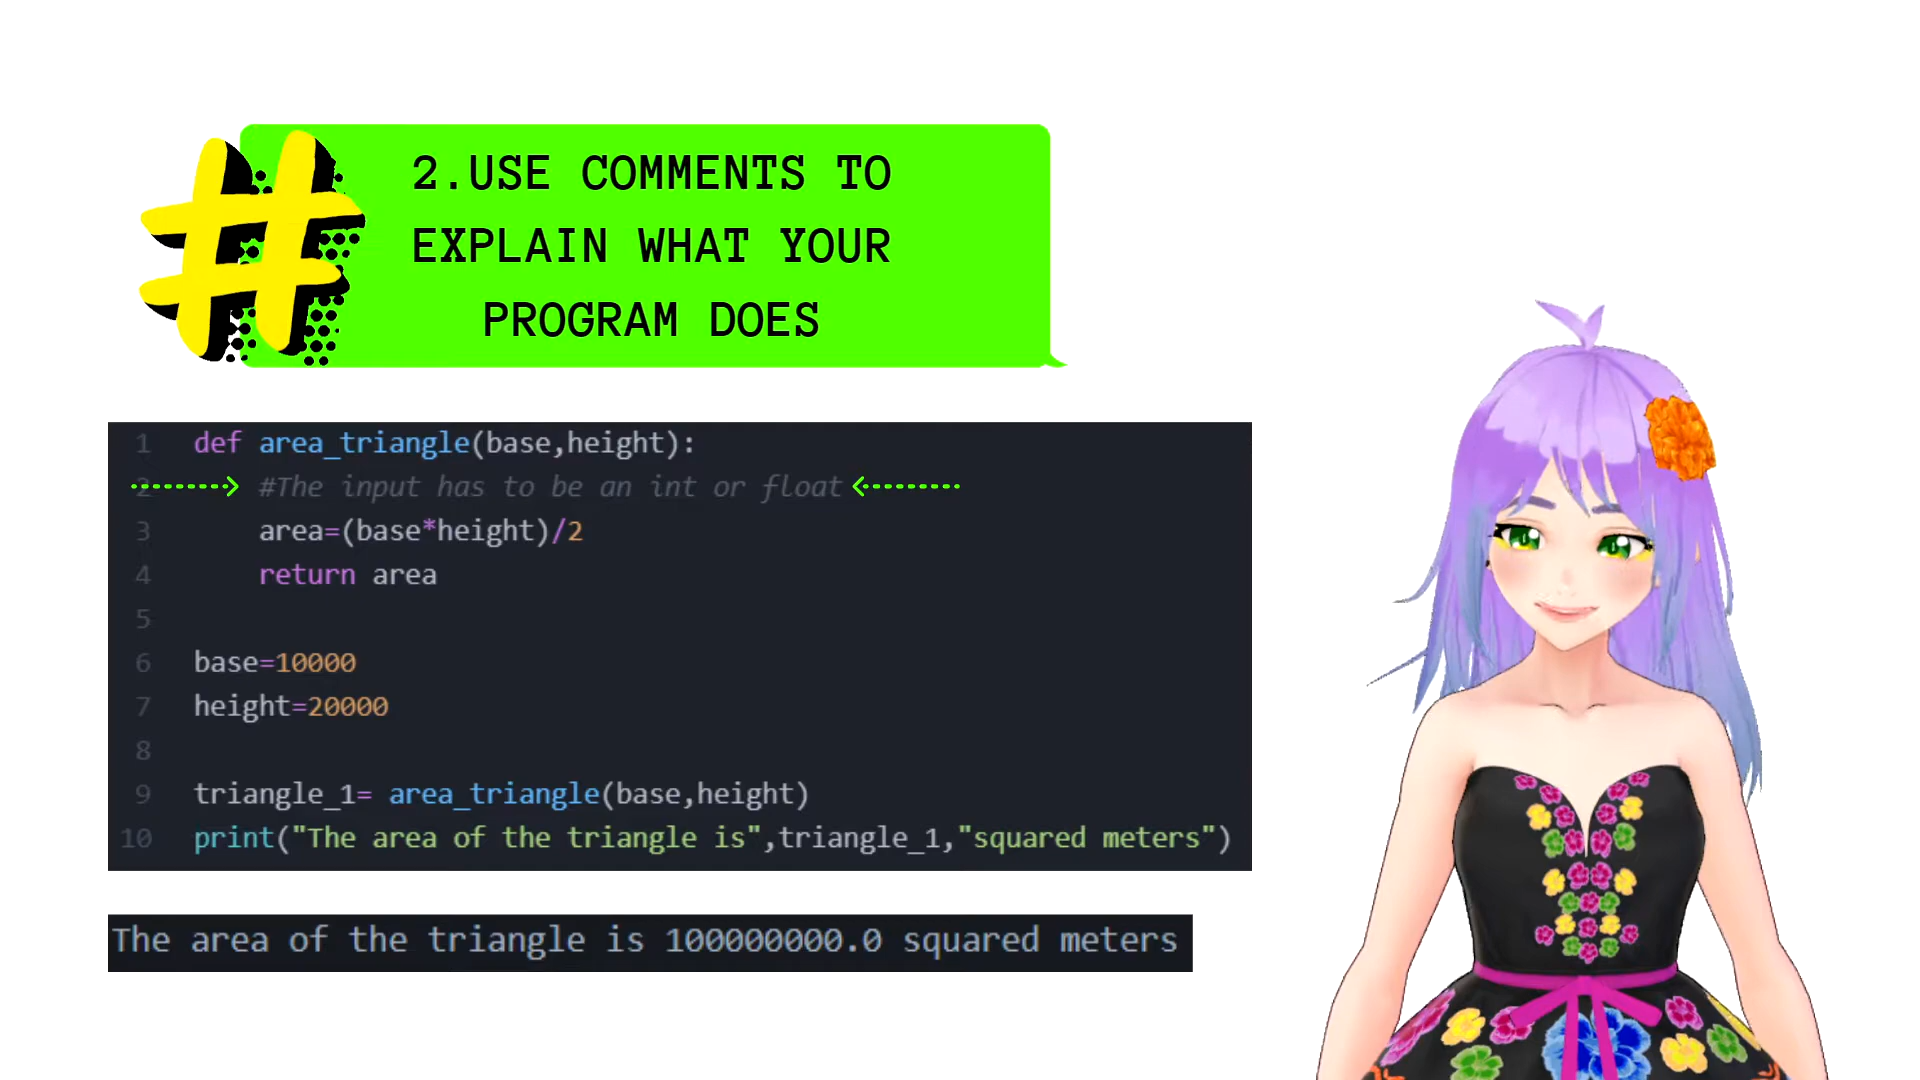 #
2.USE COMMENTS TO
EXPLAIN WHAT YOUR
PROGRAM DOES
1 def area_triangle(base,height):
2 #The input has to be an int or float
3 area=(base*height)/2
4 return area
5
6 base=10000
7 height=20000
8
9 triangle_1= area_triangle(base,height)
10 print("The area of the triangle is",triangle_1,"squared meters")
The area of the triangle is 100000000.0 squared meters